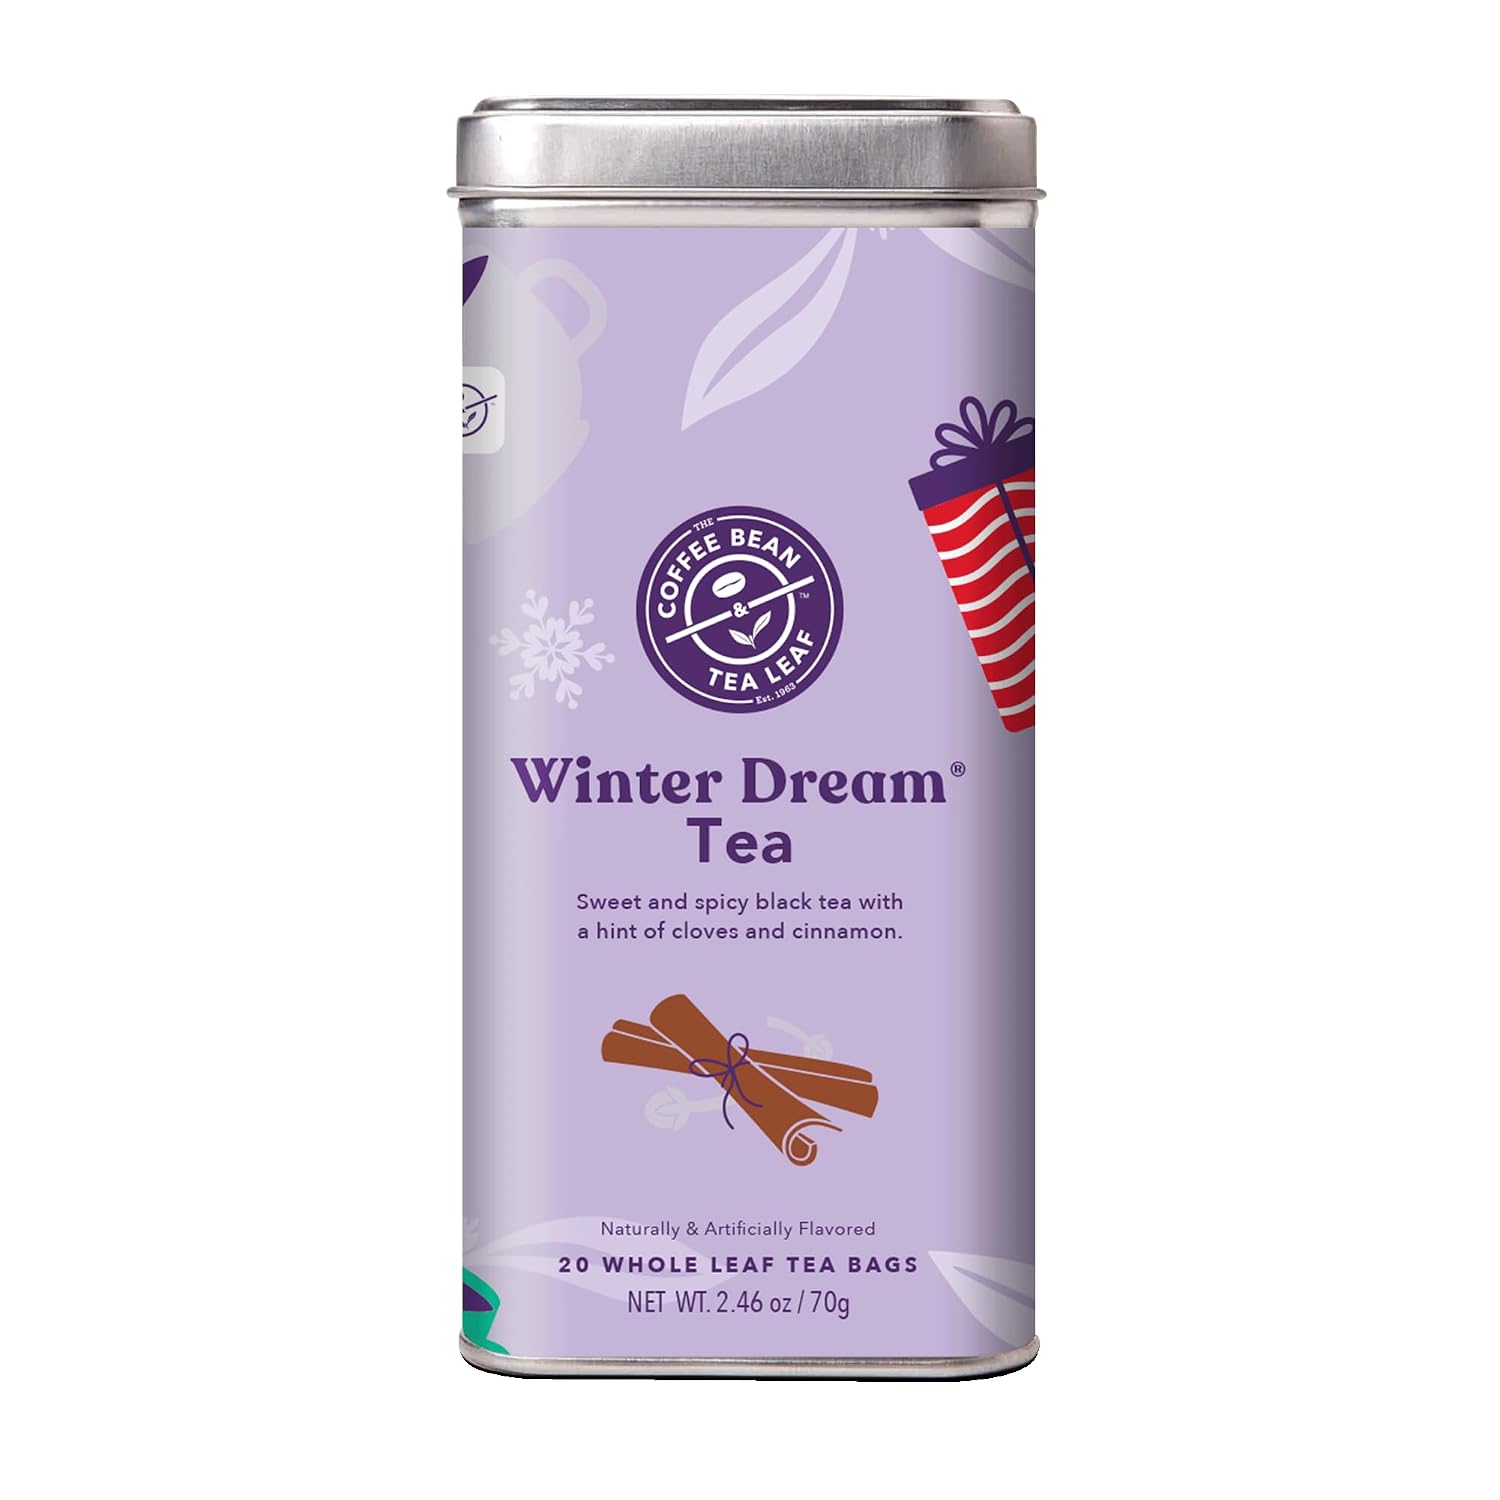 THE
COFFEE BEAN
&
™
TEA LEAF
Est. 1963
Winter Dream®
Tea
Sweet and spicy black tea with
a hint of cloves and cinnamon.
Naturally & Artificially Flavored
20 WHOLE LEAF TEA BAGS
NET WT. 2.46 oz / 70g